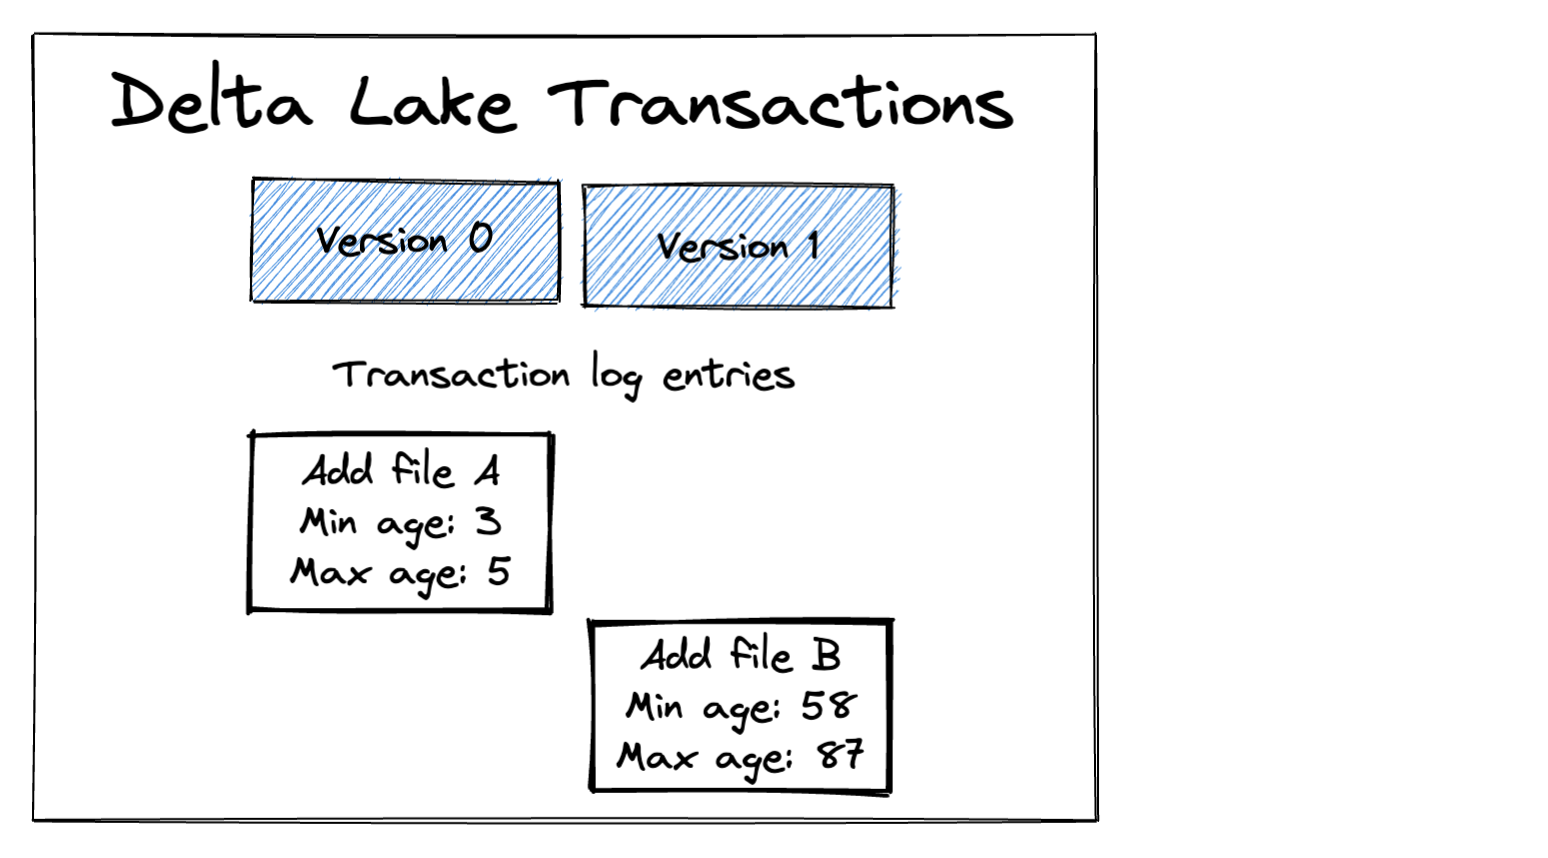 Delta Lake Transactions
Version 0
Version 1
Transaction log entries
Add file A
Min age: 3
Max age: 5
Add file B
Min age: 58
Max age: 87